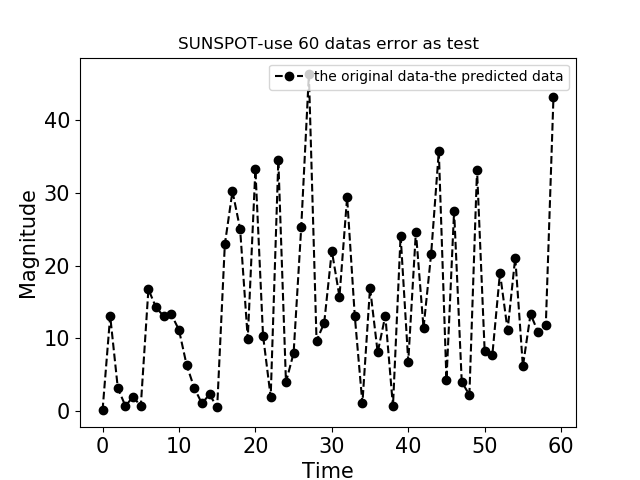 SUNSPOT-use 60 datas error as test
the original data-the predicted data
40
30
20
10
0
Magnitude
0 10 20 30 40 50 60
Time